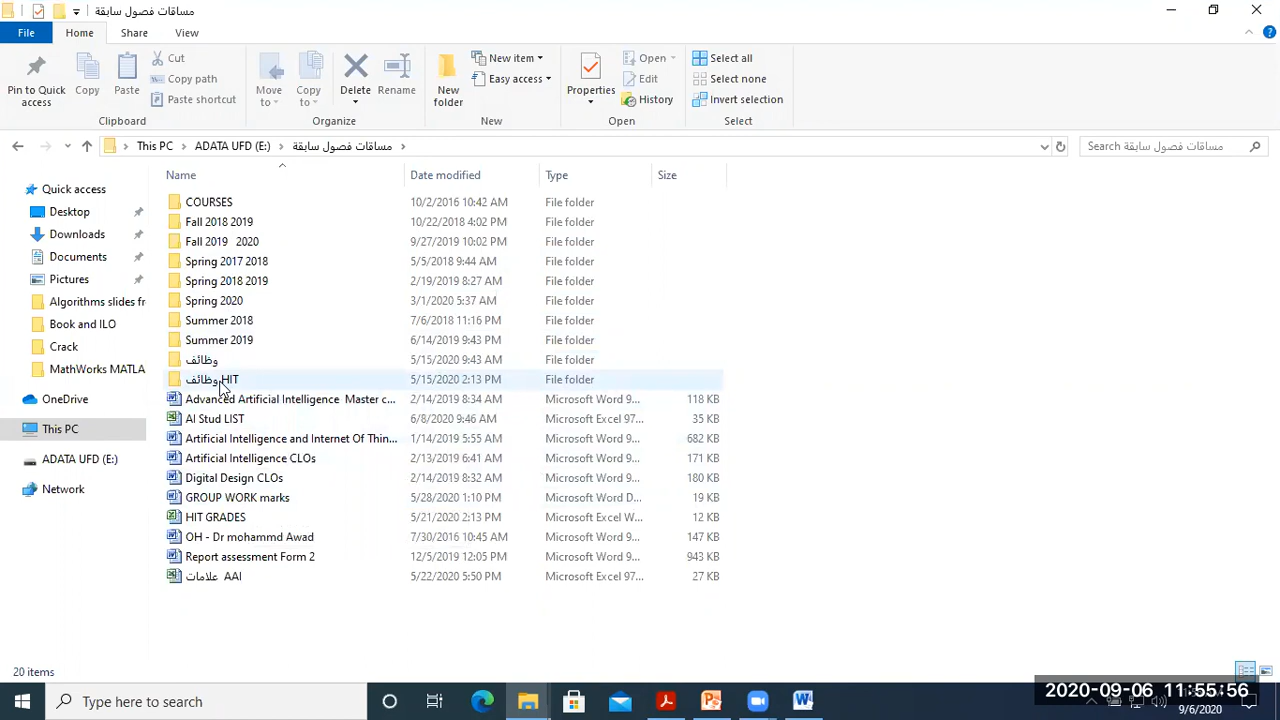 مساقات فصول سابقة
File Home Share View
Pin to Quick access
Copy
Paste
Cut
Copy path
Paste shortcut
Clipboard
Move to
Copy to
Delete
Rename
Organize
New folder
New item
Easy access
New
Properties
Open
Edit
History
Open
Select all
Select none
Invert selection
Select
This PC ADATA UFD (E:) مساقات فصول سابقة
Search مساقات فصول سابقة
Quick access
Desktop
Downloads
Documents
Pictures
Algorithms slides fr
Book and ILO
Crack
MathWorks MATLA
OneDrive
This PC
ADATA UFD (E:)
Network
Name Date modified Type Size
COURSES 10/2/2016 10:42 AM File folder
Fall 2018 2019 10/22/2018 4:02 PM File folder
Fall 2019 2020 9/27/2019 10:02 PM File folder
Spring 2017 2018 5/5/2018 9:44 AM File folder
Spring 2018 2019 2/19/2019 8:27 AM File folder
Spring 2020 3/1/2020 5:37 AM File folder
Summer 2018 7/6/2018 11:16 PM File folder
Summer 2019 6/14/2019 9:43 PM File folder
وظائف 5/15/2020 9:43 AM File folder
وظائف HIT 5/15/2020 2:13 PM File folder
Advanced Artificial Intelligence Master c... 2/14/2019 8:34 AM Microsoft Word 9... 118 KB
AI Stud LIST 6/8/2020 9:46 AM Microsoft Excel 97... 35 KB
Artificial Intelligence and Internet Of Thin... 1/14/2019 5:55 AM Microsoft Word 9... 682 KB
Artificial Intelligence CLOs 2/13/2019 6:41 AM Microsoft Word 9... 171 KB
Digital Design CLOs 2/14/2019 8:32 AM Microsoft Word 9... 180 KB
GROUP WORK marks 5/28/2020 1:10 PM Microsoft Word D... 19 KB
HIT GRADES 5/21/2020 2:13 PM Microsoft Excel W... 12 KB
OH - Dr mohammd Awad 7/30/2016 10:45 AM Microsoft Word 9... 147 KB
Report assessment Form 2 12/5/2019 12:05 PM Microsoft Word 9... 943 KB
علامات AAI 5/22/2020 5:50 PM Microsoft Excel 97... 27 KB
20 items
Type here to search
2020-09-06 11:55:56
9/6/2020